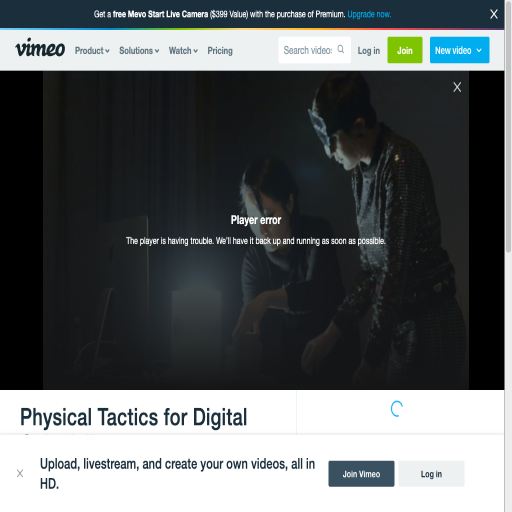 Get a free Mevo Start Live Camera ($399 Value) with the purchase of Premium. Upgrade now.
X
vimeo Product Solutions Watch Pricing Search videos Log in Join New video
X
Player error
The player is having trouble. We'll have it back up and running as soon as possible.
Physical Tactics for Digital
Upload, livestream, and create your own videos, all in
HD.
X
Join Vimeo
Log in